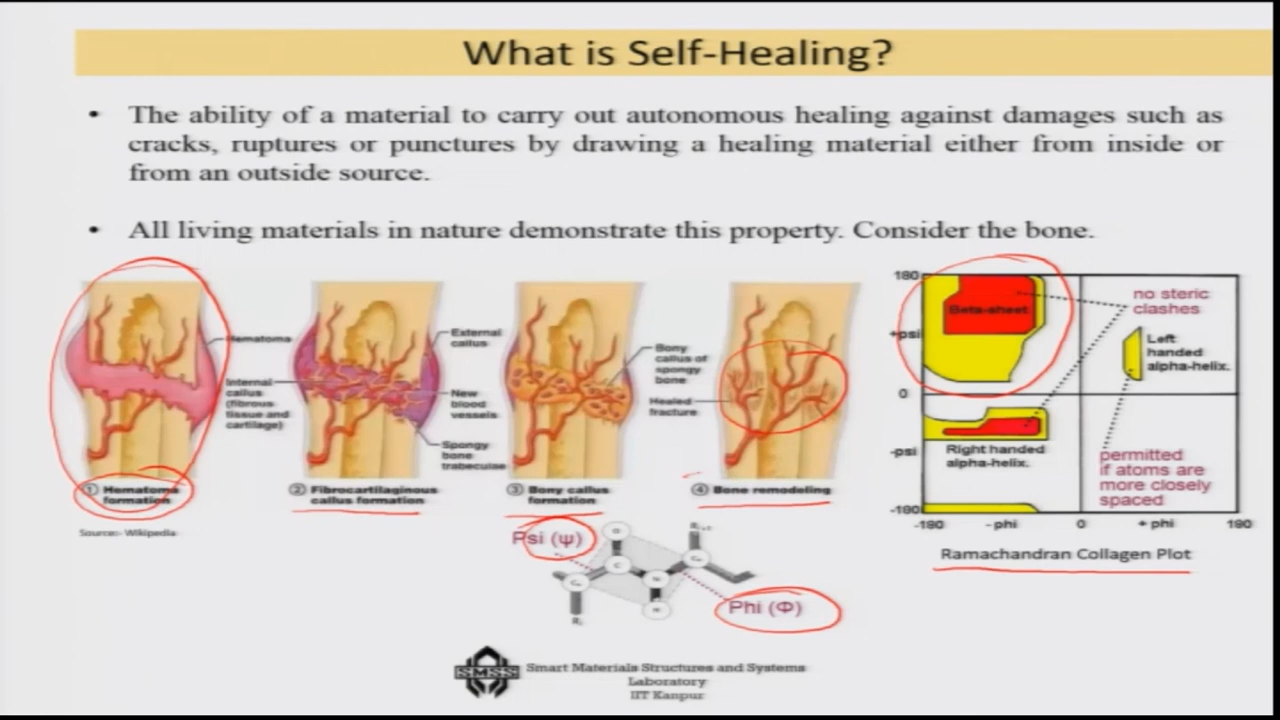 What is Self-Healing?
• The ability of a material to carry out autonomous healing against damages such as
cracks, ruptures or punctures by drawing a healing material either from inside or
from an outside source.
• All living materials in nature demonstrate this property. Consider the bone.
Hematoma
① Hematoma
formation
Source:- Wikipedia
Internal
callus
(fibrous
tissue and
cartilage)
External
callus
New
blood
vessels
Spongy
bone
trabeculae
② Fibrocartilaginous
callus formation
Bony
callus of
spongy
bone
③ Bony callus
formation
Healed
fracture
④ Bone remodeling
180
+psi
0
-psi
-180
Beta-sheet
no steric
clashes
Left
handed
alpha-helix.
Right handed
alpha-helix.
permitted
if atoms are
more closely
spaced
-180 - phi 0 + phi 180
Ramachandran Collagen Plot
Psi (ψ)
Phi (Φ)
SMSS
Smart Materials Structures and Systems
Laboratory
IIT Kanpur